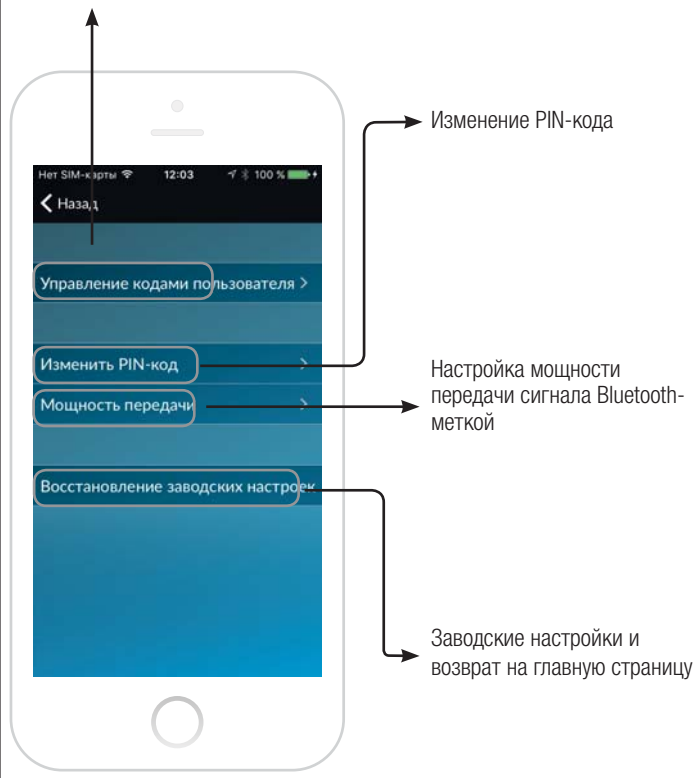 Нет SIM-карты 12:03 100 %
Назад
Управление кодами пользователя >
Изменить PIN-код >
Мощность передачи >
Восстановление заводских настроек
Изменение PIN-кода
Настройка мощности
передачи сигнала Bluetooth-
меткой
Заводские настройки и
возврат на главную страницу